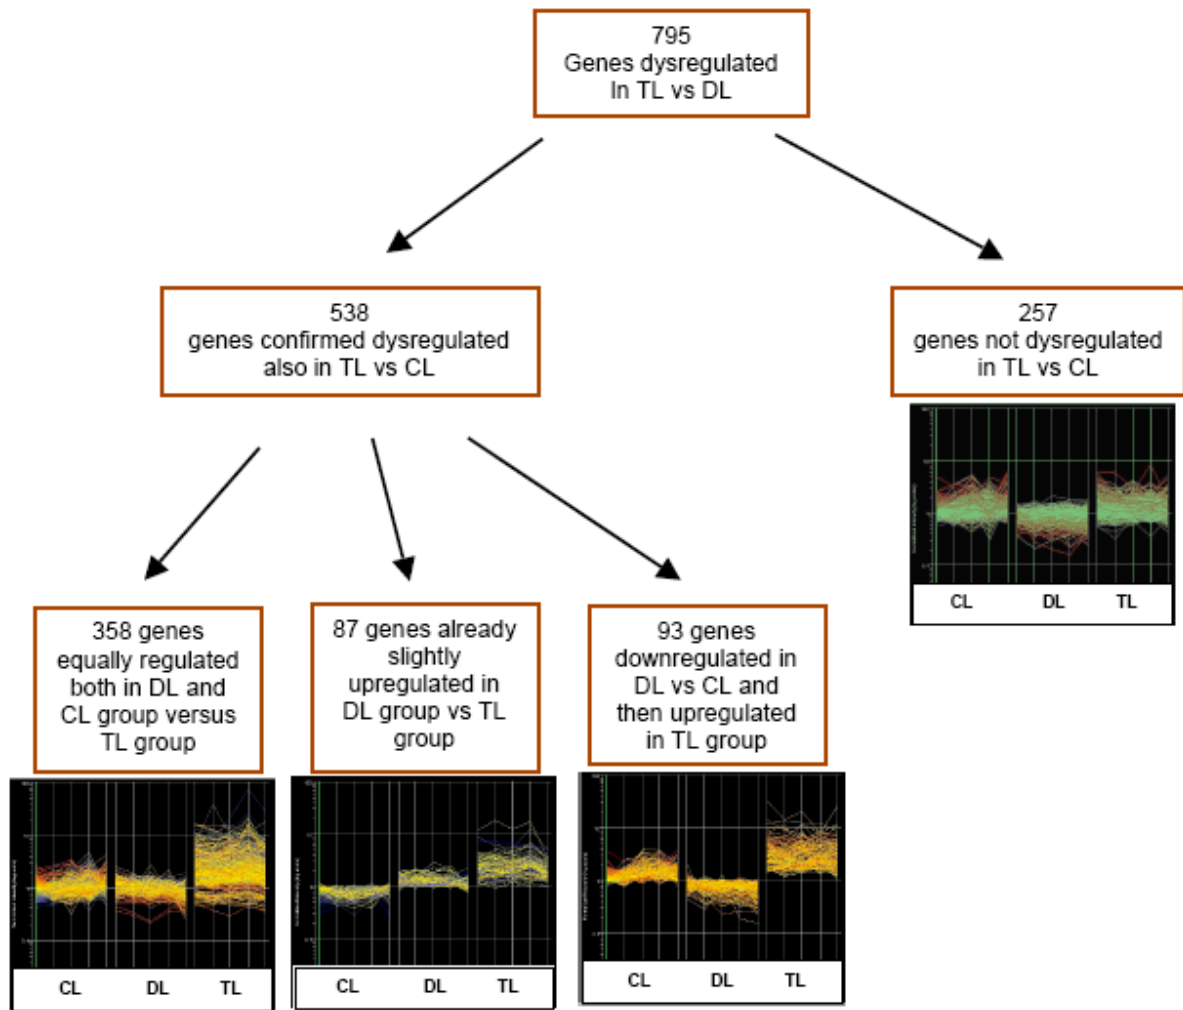 795
Genes dysregulated
In TL vs DL
538
genes confirmed dysregulated
also in TL vs CL
257
genes not dysregulated
in TL vs CL
CL DL TL
358 genes
equally regulated
both in DL and
CL group versus
TL group
87 genes already
slightly
upregulated in
DL group vs TL
group
93 genes
downregulated in
DL vs CL and
then upregulated
in TL group
CL DL TL
CL DL TL
CL DL TL